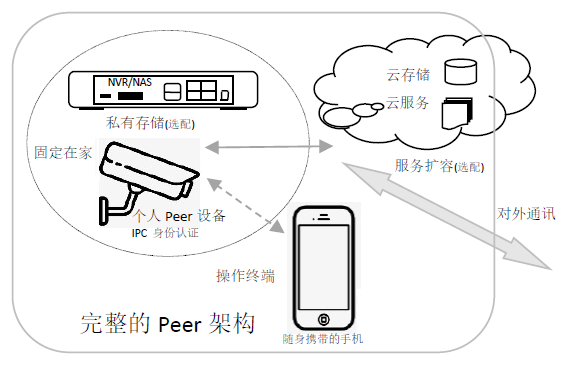 NVR/NAS
私有存储(选配)
固定在家
个人 Peer 设备
IPC 身份认证
云存储
云服务
服务扩容(选配)
对外通讯
操作终端
随身携带的手机
完整的 Peer 架构